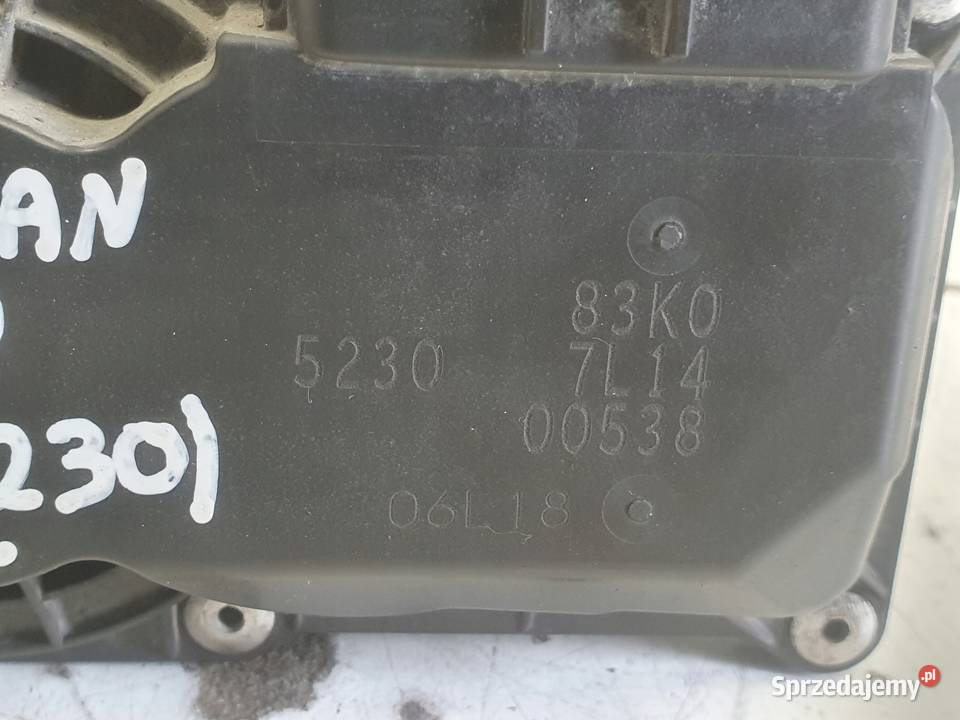 AN
83K0
5230 7L14
00538
230)
06L18
Sprzedajemy.pl